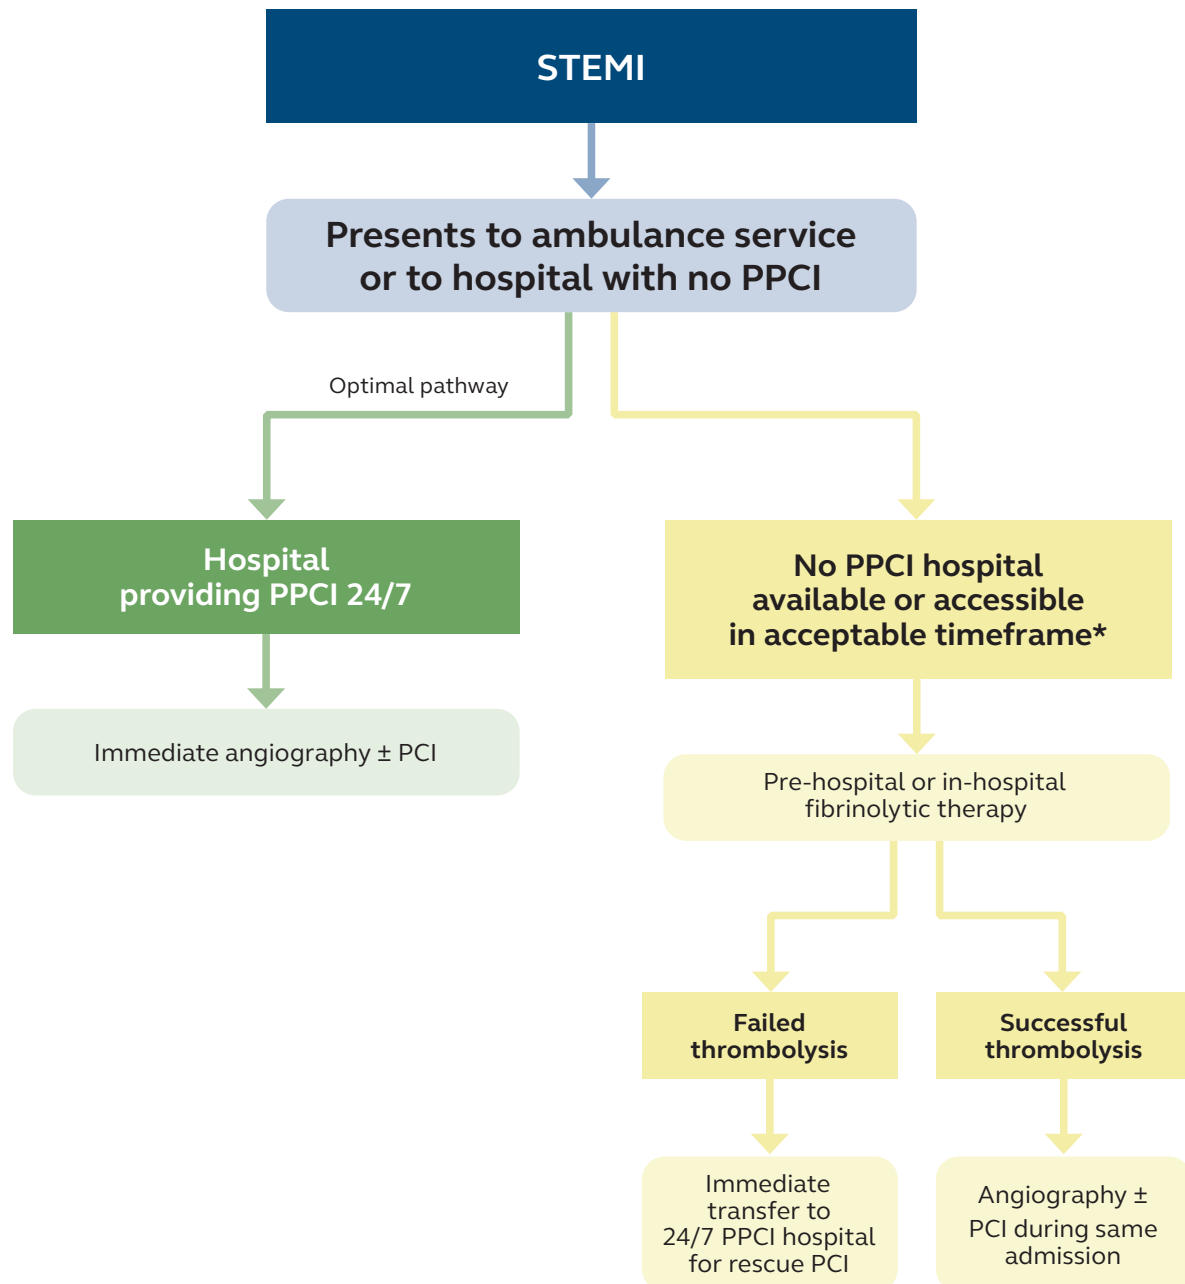 STEMI
Presents to ambulance service
or to hospital with no PPCI
Optimal pathway
Hospital
providing PPCI 24/7
No PPCI hospital
available or accessible
in acceptable timeframe*
Immediate angiography ± PCI
Pre-hospital or in-hospital
fibrinolytic therapy
Failed
thrombolysis
Successful
thrombolysis
Immediate
transfer to
24/7 PPCI hospital
for rescue PCI
Angiography ±
PCI during same
admission